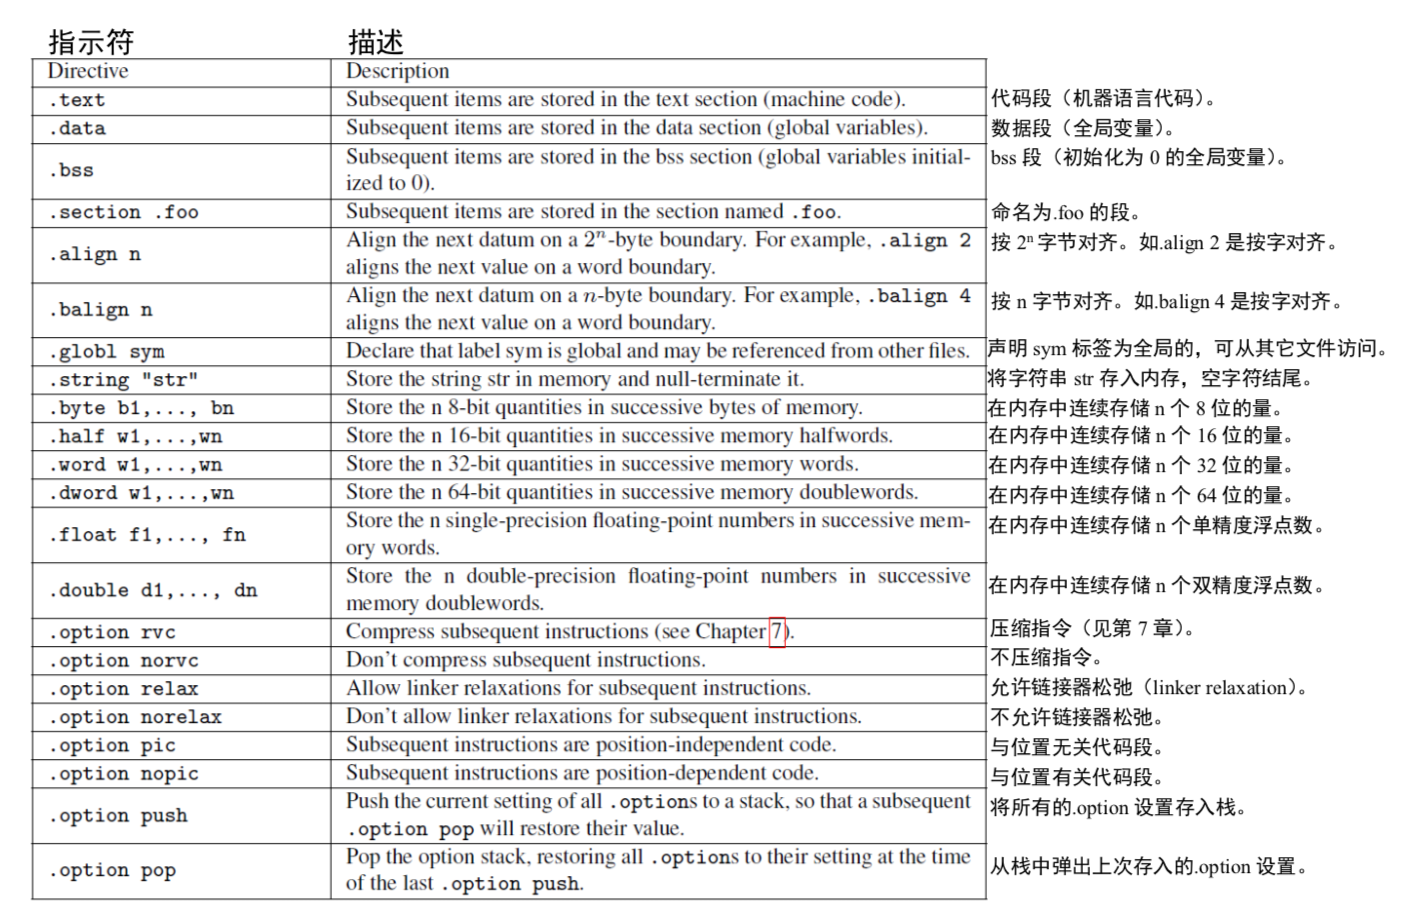 指示符 描述
Directive Description
.text Subsequent items are stored in the text section (machine code). 代码段（机器语言代码）。
.data Subsequent items are stored in the data section (global variables). 数据段（全局变量）。
.bss Subsequent items are stored in the bss section (global variables initial- bss 段（初始化为 0 的全局变量）。
ized to 0).
.section .foo Subsequent items are stored in the section named .foo. 命名为.foo 的段。
.align n Align the next datum on a 2ⁿ-byte boundary. For example, .align 2 按 2ⁿ 字节对齐。如.align 2 是按字对齐。
aligns the next value on a word boundary.
.balign n Align the next datum on a n-byte boundary. For example, .balign 4 按 n 字节对齐。如.balign 4 是按字对齐。
aligns the next value on a word boundary.
.globl sym Declare that label sym is global and may be referenced from other files. 声明 sym 标签为全局的，可从其它文件访问。
.string "str" Store the string str in memory and null-terminate it. 将字符串 str 存入内存，空字符结尾。
.byte b1,..., bn Store the n 8-bit quantities in successive bytes of memory. 在内存中连续存储 n 个 8 位的量。
.half w1,...,wn Store the n 16-bit quantities in successive memory halfwords. 在内存中连续存储 n 个 16 位的量。
.word w1,...,wn Store the n 32-bit quantities in successive memory words. 在内存中连续存储 n 个 32 位的量。
.dword w1,...,wn Store the n 64-bit quantities in successive memory doublewords. 在内存中连续存储 n 个 64 位的量。
.float f1,..., fn Store the n single-precision floating-point numbers in successive mem- 在内存中连续存储 n 个单精度浮点数。
ory words.
.double d1,..., dn Store the n double-precision floating-point numbers in successive 在内存中连续存储 n 个双精度浮点数。
memory doublewords.
.option rvc Compress subsequent instructions (see Chapter 7). 压缩指令（见第 7 章）。
.option norvc Don't compress subsequent instructions. 不压缩指令。
.option relax Allow linker relaxations for subsequent instructions. 允许链接器松弛（linker relaxation）。
.option norelax Don't allow linker relaxations for subsequent instructions. 不允许链接器松弛。
.option pic Subsequent instructions are position-independent code. 与位置无关代码段。
.option nopic Subsequent instructions are position-dependent code. 与位置有关代码段。
.option push Push the current setting of all .options to a stack, so that a subsequent 将所有的.option 设置存入栈。
.option pop will restore their value.
.option pop Pop the option stack, restoring all .options to their setting at the time 从栈中弹出上次存入的.option 设置。
of the last .option push.